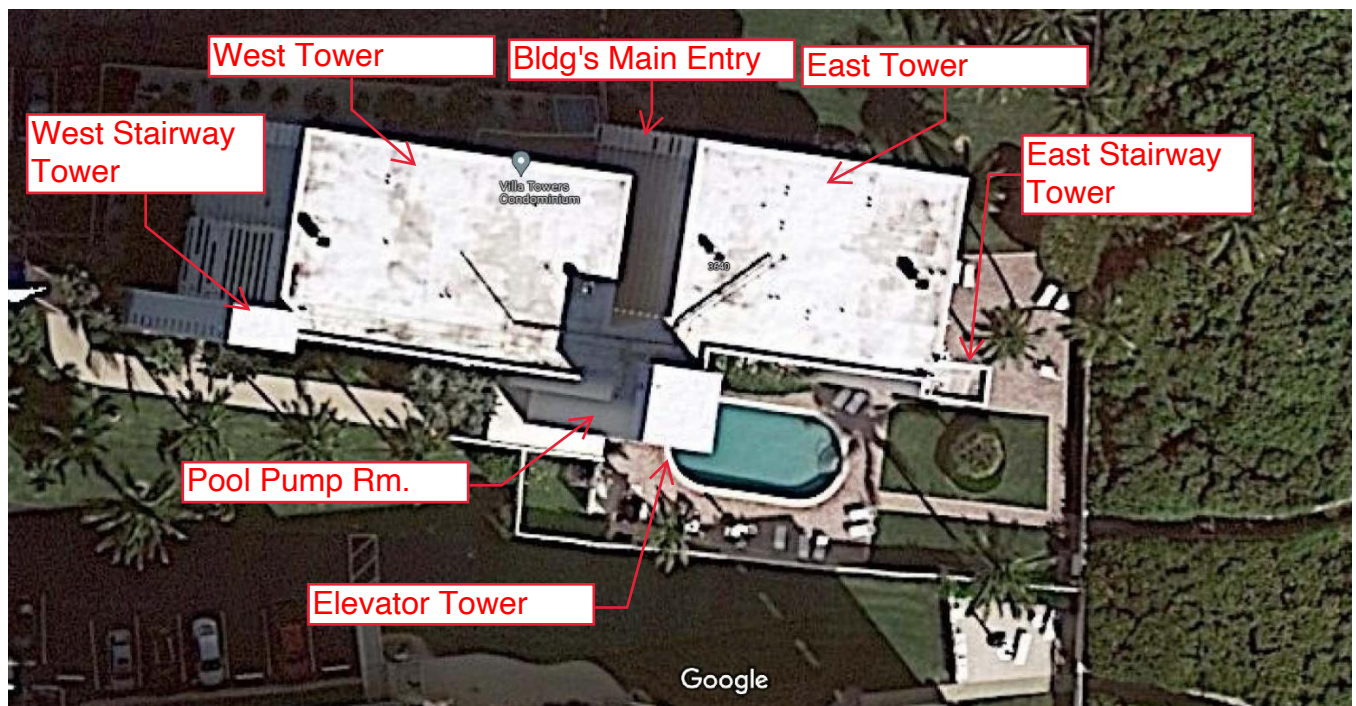 West Tower
Bldg's Main Entry
East Tower
West Stairway
Tower
East Stairway
Tower
Villa Towers
Condominium
3640
Pool Pump Rm.
Elevator Tower
Google